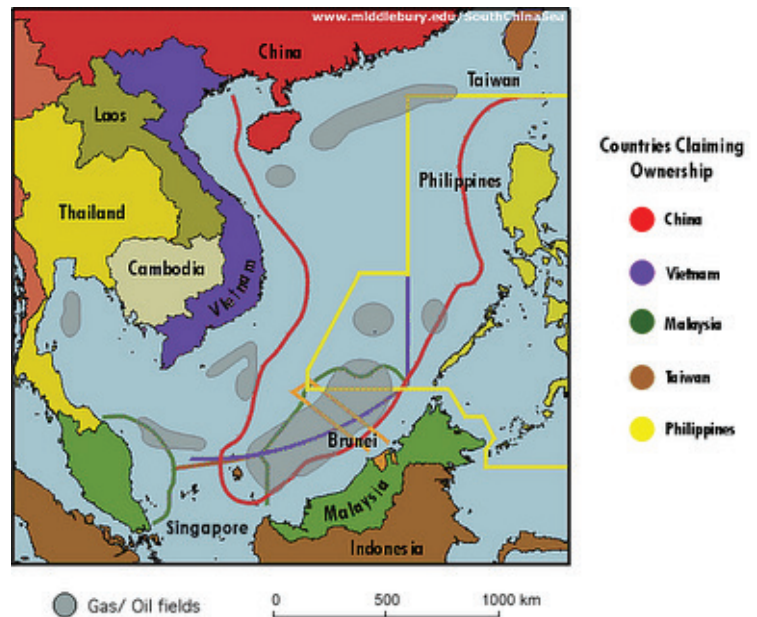 www.middlebury.edu/SouthChinaSea
China
Taiwan
Laos
Philippines
Thailand
Cambodia
Vietnam
Brunei
Malaysia
Singapore
Indonesia
Countries Claiming
Ownership
China
Vietnam
Malaysia
Taiwan
Philippines
Gas/ Oil fields
0 500 1000 km